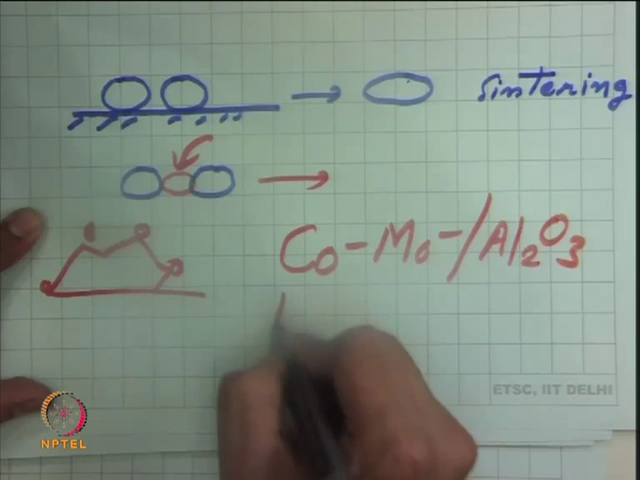 sintering
Co-Mo-/Al2O3
ETSC, IIT DELHI
NPTEL